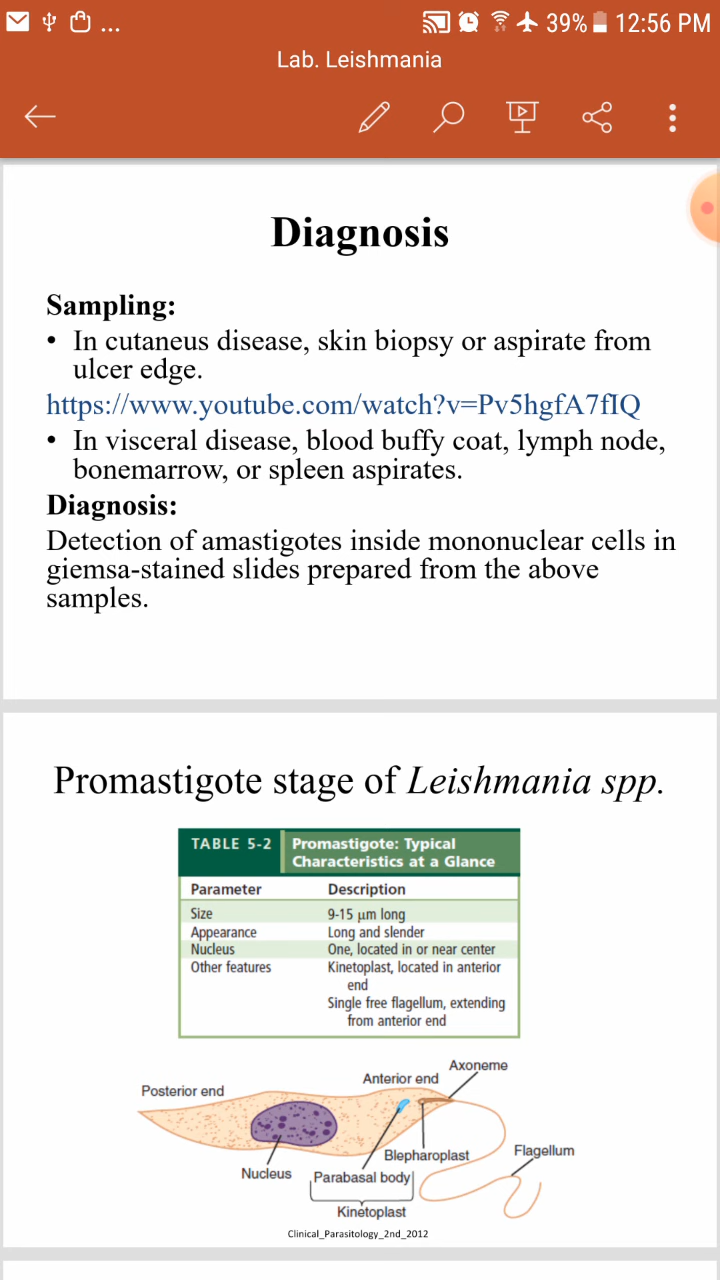 ... 39% 12:56 PM
Lab. Leishmania
Diagnosis
Sampling:
• In cutaneus disease, skin biopsy or aspirate from
ulcer edge.
https://www.youtube.com/watch?v=Pv5hgfA7fIQ
• In visceral disease, blood buffy coat, lymph node,
bonemarrow, or spleen aspirates.
Diagnosis:
Detection of amastigotes inside mononuclear cells in
giemsa-stained slides prepared from the above
samples.
Promastigote stage of Leishmania spp.
TABLE 5-2 Promastigote: Typical
Characteristics at a Glance
Parameter Description
Size 9-15 μm long
Appearance Long and slender
Nucleus One, located in or near center
Other features Kinetoplast, located in anterior
end
Single free flagellum, extending
from anterior end
Axoneme
Anterior end
Posterior end
Blepharoplast
Flagellum
Nucleus
Parabasal body
Kinetoplast
Clinical_Parasitology_2nd_2012